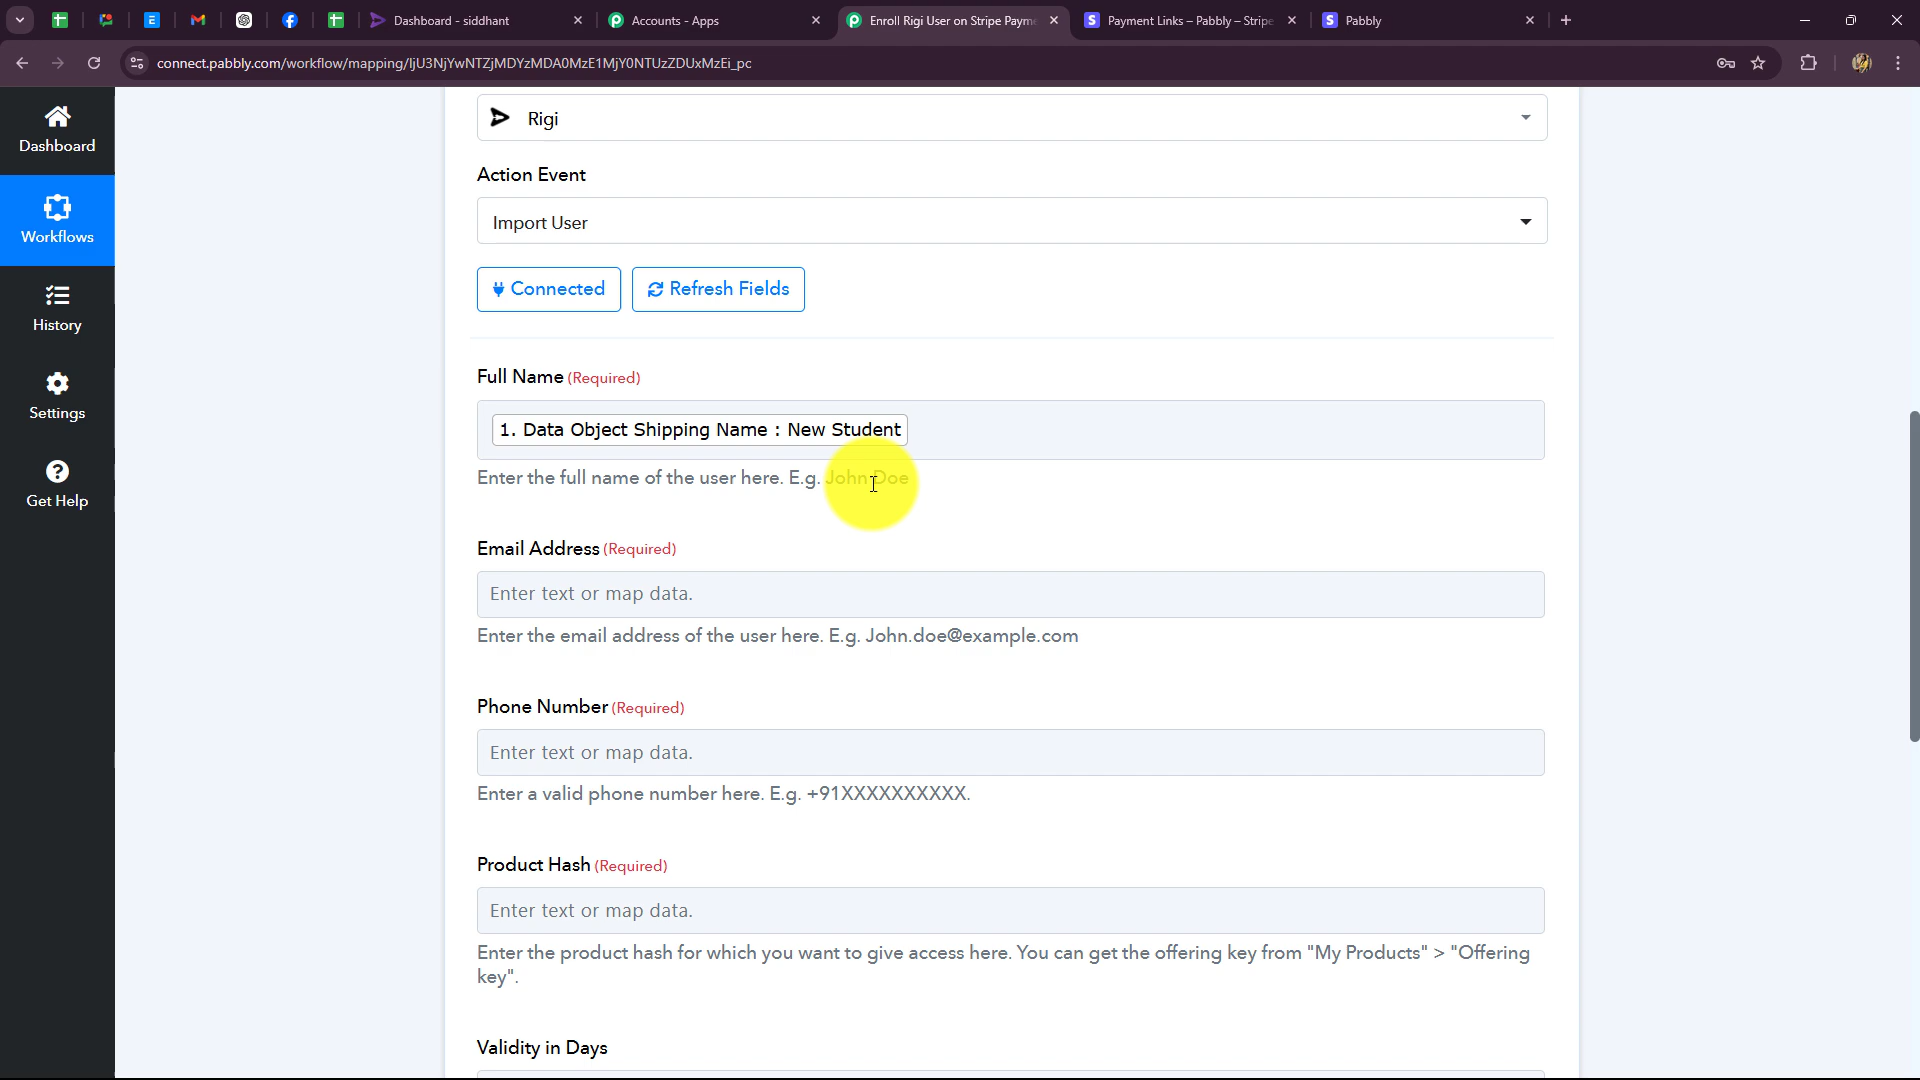 Dashboard - siddhant
Accounts - Apps
Enroll Rigi User on Stripe Payme
Payment Links – Pabbly – Stripe
Pabbly
connect.pabbly.com/workflow/mapping/IjU3NjYwNTZjMDYzMDA0MzE1MjY0NTUzZDUxMzEi_pc
Dashboard
Workflows
History
Settings
Get Help
Rigi
Action Event
Import User
Connected
Refresh Fields
Full Name (Required)
1. Data Object Shipping Name : New Student
Enter the full name of the user here. E.g. John Doe
Email Address (Required)
Enter text or map data.
Enter the email address of the user here. E.g. John.doe@example.com
Phone Number (Required)
Enter text or map data.
Enter a valid phone number here. E.g. +91XXXXXXXXXX.
Product Hash (Required)
Enter text or map data.
Enter the product hash for which you want to give access here. You can get the offering key from "My Products" > "Offering
key".
Validity in Days